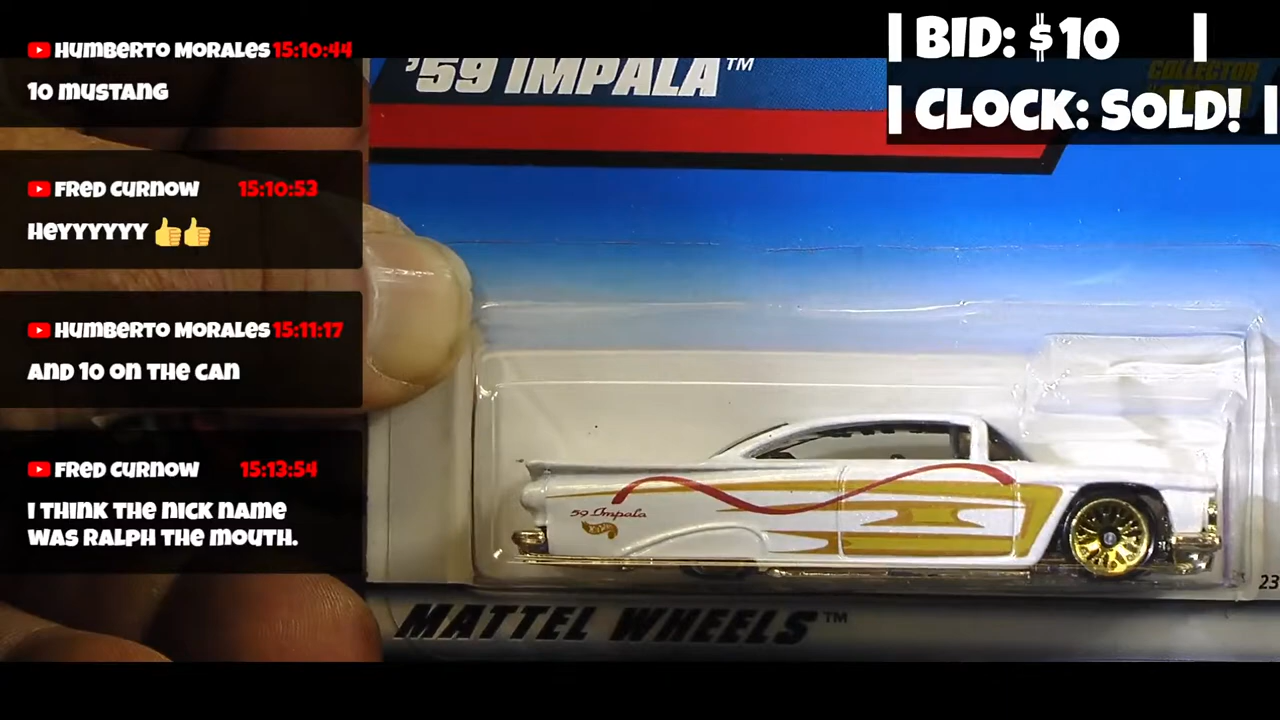 Humberto Morales 15:10:44
10 mustang
Fred Curnow 15:10:53
Heyyyyyy 👍👍
Humberto Morales 15:11:17
and 10 on the can
Fred Curnow 15:13:54
I think the nick name
was Ralph the mouth.
| BID: $10 |
| CLOCK: SOLD! |
'59 IMPALA™
COLLECTOR
59 Impala
23
MATTEL WHEELS™